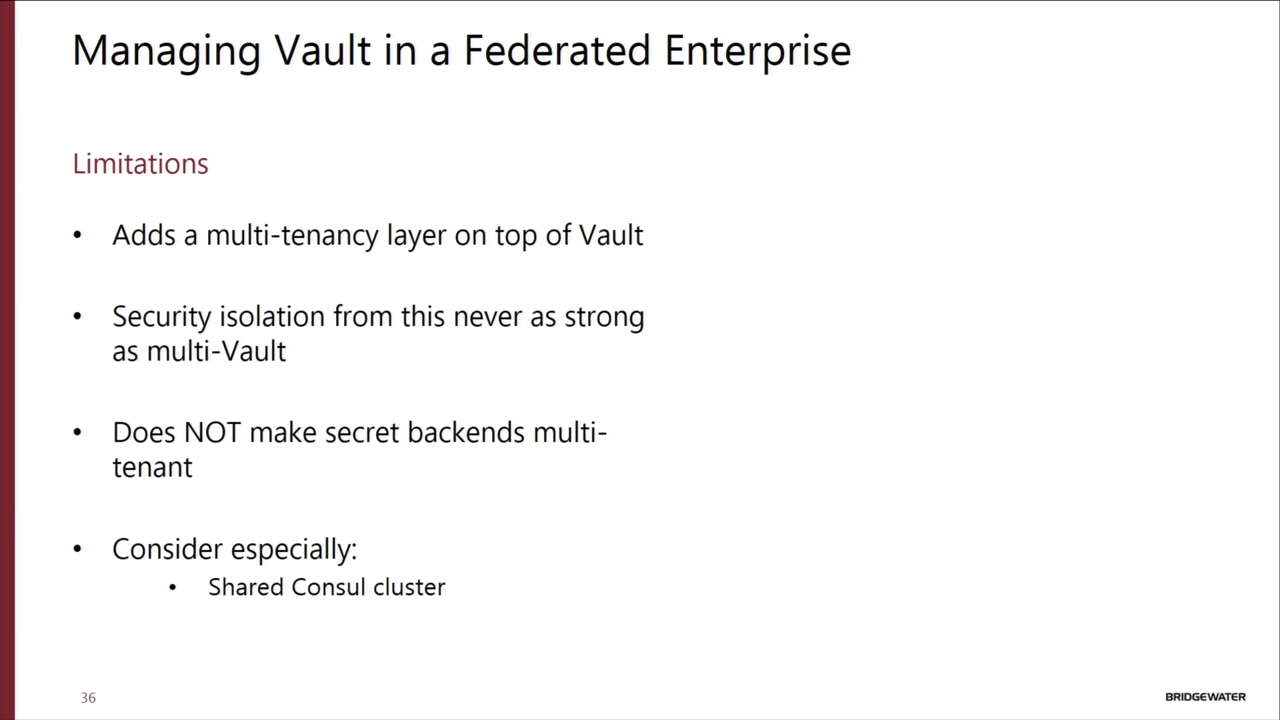 Managing Vault in a Federated Enterprise
Limitations
• Adds a multi-tenancy layer on top of Vault
• Security isolation from this never as strong
as multi-Vault
• Does NOT make secret backends multi-
tenant
• Consider especially:
• Shared Consul cluster
36
BRIDGEWATER